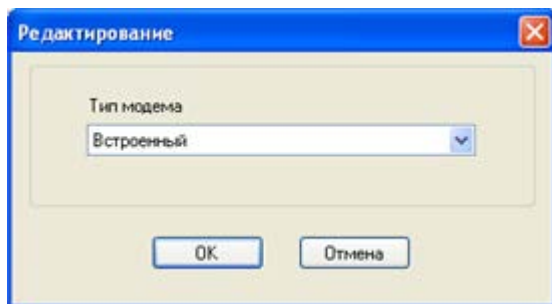 Редактирование
Тип модема
Встроенный
OK
Отмена